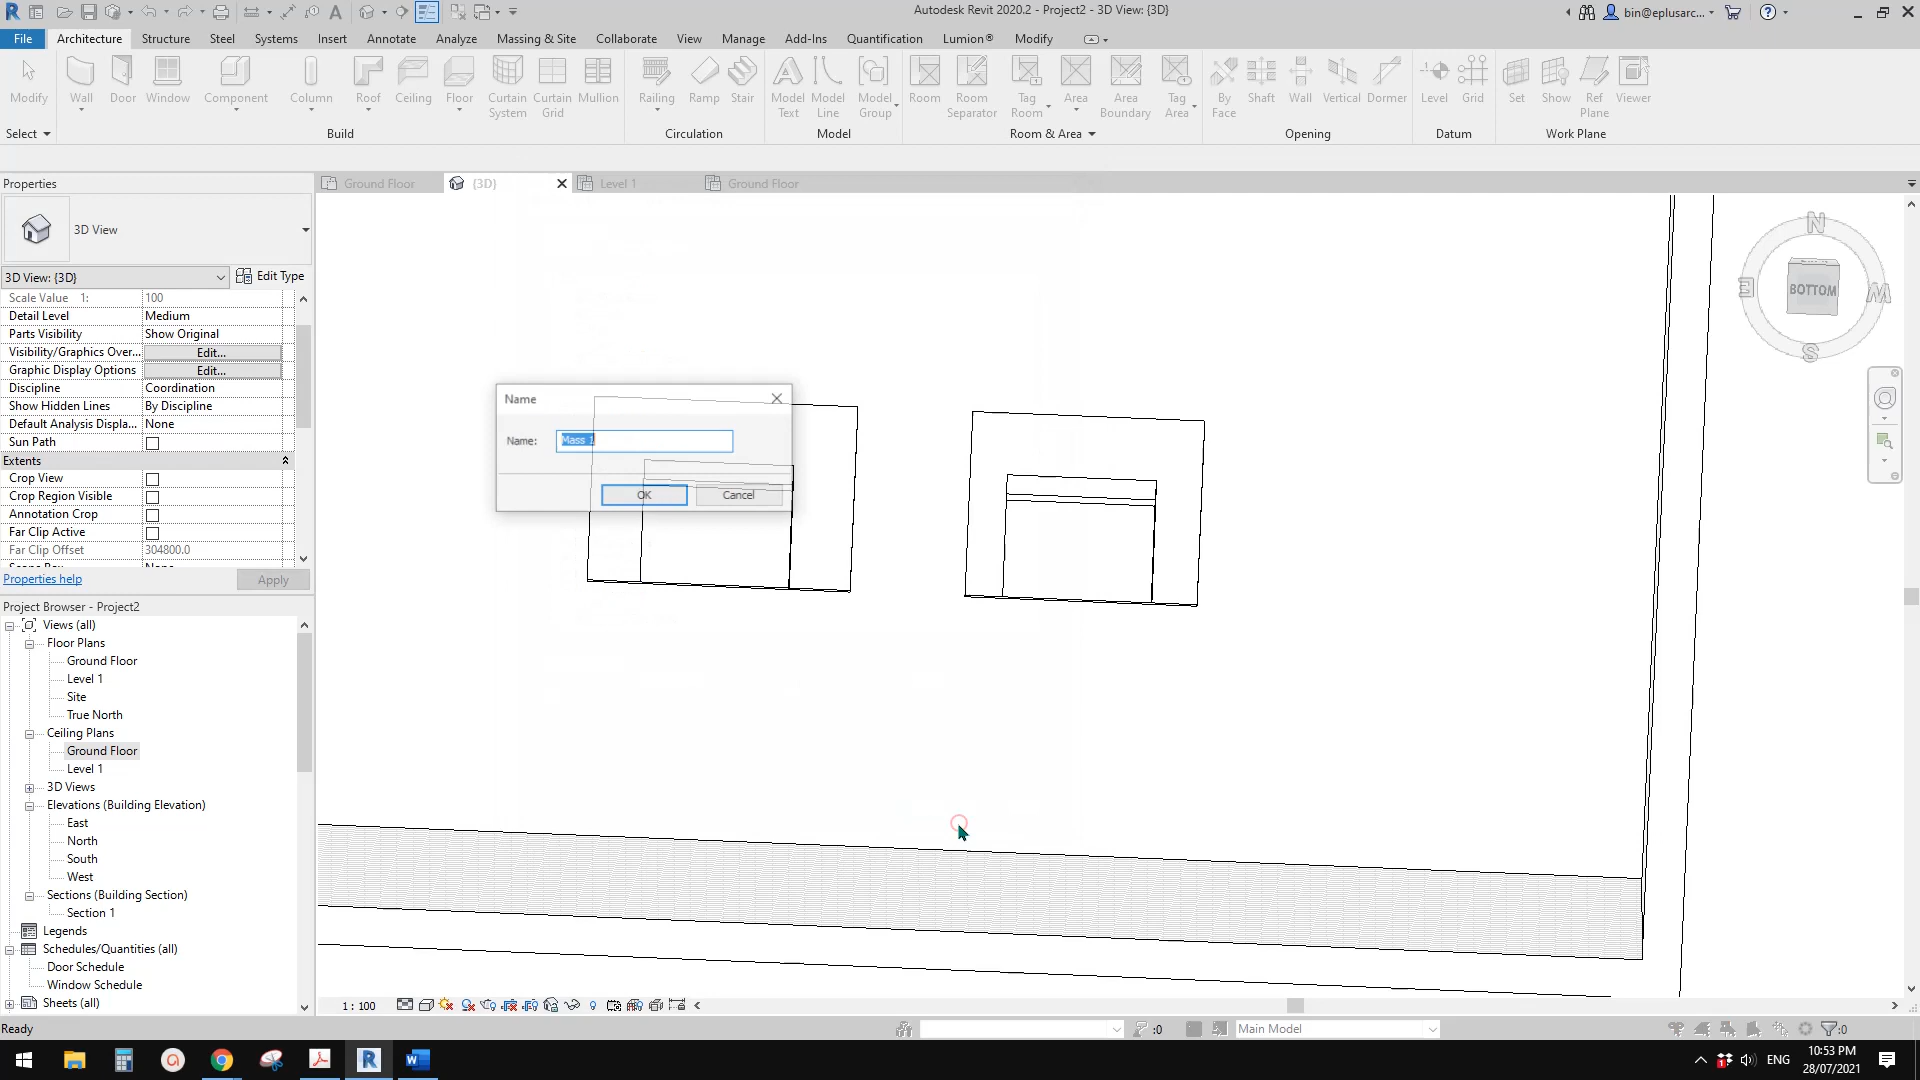 Autodesk Revit 2020.2 - Project2 - 3D View: {3D}
bin@eplusarc...
File Architecture Structure Steel Systems Insert Annotate Analyze Massing & Site Collaborate View Manage Add-Ins Quantification Lumion® Modify
Modify Wall Door Window Component Column Roof Ceiling Floor Curtain System Curtain Grid Mullion Railing Ramp Stair Model Text Model Line Model Group Room Room Separator Tag Room Area Area Boundary Tag Area By Face Shaft Wall Vertical Dormer Level Grid Set Show Ref Plane Viewer
Select Build Circulation Model Room & Area Opening Datum Work Plane
Properties
Ground Floor {3D} Level 1 Ground Floor
3D View
3D View: {3D} Edit Type
Scale Value 1: 100
Detail Level Medium
Parts Visibility Show Original
Visibility/Graphics Over... Edit...
Graphic Display Options Edit...
Discipline Coordination
Show Hidden Lines By Discipline
Default Analysis Displa... None
Sun Path
Extents
Crop View
Crop Region Visible
Annotation Crop
Far Clip Active
Far Clip Offset 304800.0
Properties help Apply
Project Browser - Project2
Views (all)
Floor Plans
Ground Floor
Level 1
Site
True North
Ceiling Plans
Ground Floor
Level 1
3D Views
Elevations (Building Elevation)
East
North
South
West
Sections (Building Section)
Section 1
Legends
Schedules/Quantities (all)
Door Schedule
Window Schedule
Sheets (all)
Name
Name: Mass 1
OK Cancel
N
E BOTTOM W
S
1 : 100
Ready
:0 Main Model :0
ENG
10:53 PM
28/07/2021